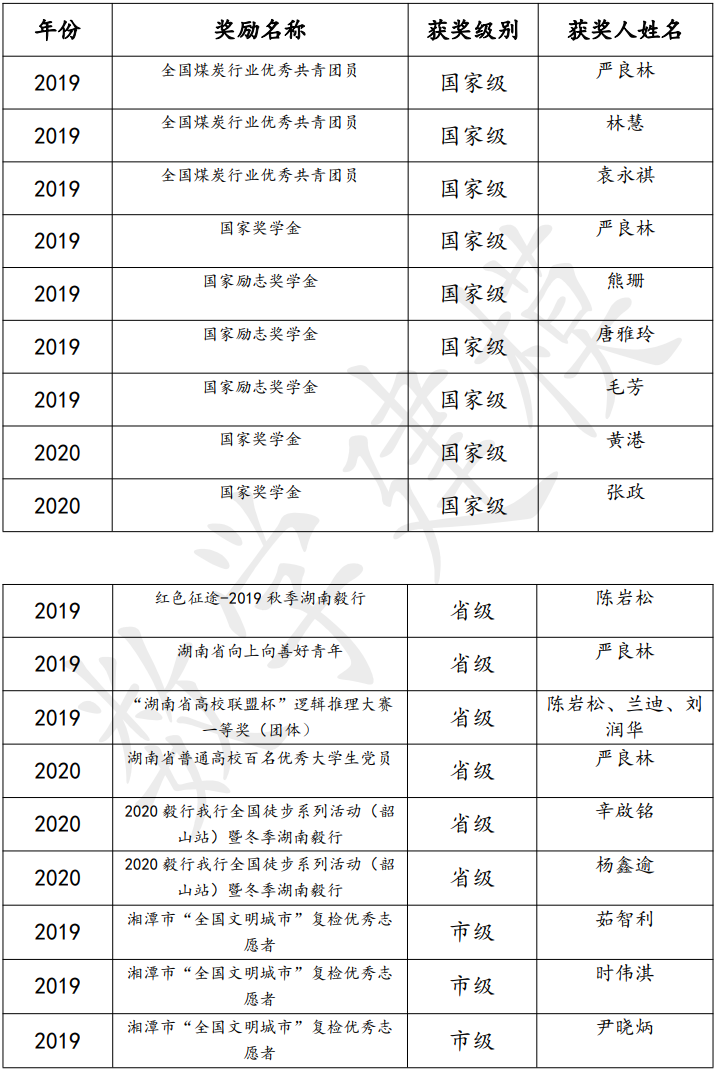 年份 奖励名称 获奖级别 获奖人姓名
2019 全国煤炭行业优秀共青团员 国家级 严良林
2019 全国煤炭行业优秀共青团员 国家级 林慧
2019 全国煤炭行业优秀共青团员 国家级 袁永祺
2019 国家奖学金 国家级 严良林
2019 国家励志奖学金 国家级 熊珊
2019 国家励志奖学金 国家级 唐雅玲
2019 国家励志奖学金 国家级 毛芳
2020 国家奖学金 国家级 黄港
2020 国家奖学金 国家级 张政
2019 红色征途-2019秋季湖南毅行 省级 陈岩松
2019 湖南省向上向善好青年 省级 严良林
2019 “湖南省高校联盟杯”逻辑推理大赛 省级 陈岩松、兰迪、刘
一等奖（团体） 润华
2020 湖南省普通高校百名优秀大学生党员 省级 严良林
2020 2020毅行我行全国徒步系列活动（韶 省级 辛啟铭
山站）暨冬季湖南毅行
2020 2020毅行我行全国徒步系列活动（韶 省级 杨鑫逾
山站）暨冬季湖南毅行
2019 湘潭市“全国文明城市”复检优秀志 市级 茹智利
愿者
2019 湘潭市“全国文明城市”复检优秀志 市级 时伟淇
愿者
2019 湘潭市“全国文明城市”复检优秀志 市级 尹晓炳
愿者
数学建模